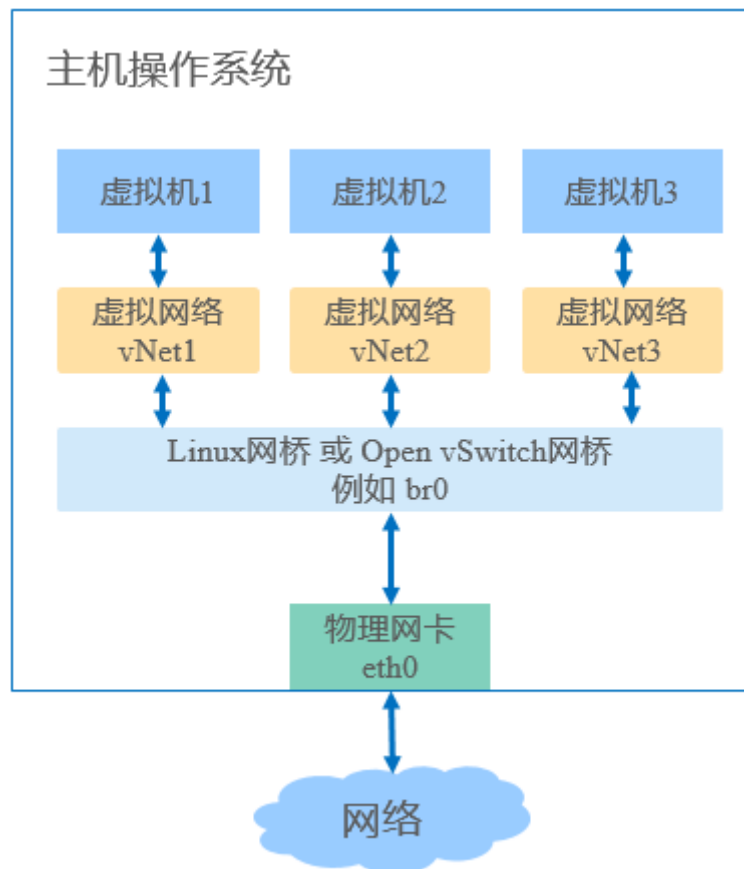 主机操作系统
虚拟机1
虚拟机2
虚拟机3
虚拟网络
vNet1
虚拟网络
vNet2
虚拟网络
vNet3
Linux网桥 或 Open vSwitch网桥
例如 br0
物理网卡
eth0
网络